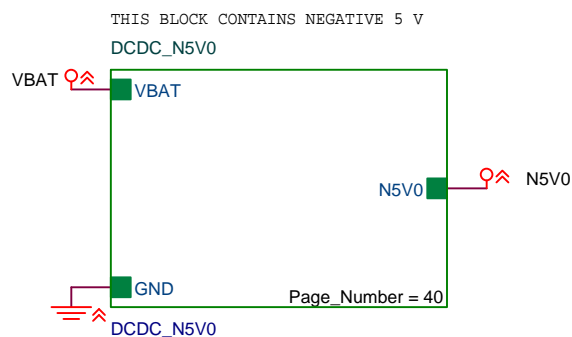 THIS BLOCK CONTAINS NEGATIVE 5 V
DCDC_N5V0
VBAT
VBAT
N5V0
N5V0
GND
Page_Number = 40
DCDC_N5V0